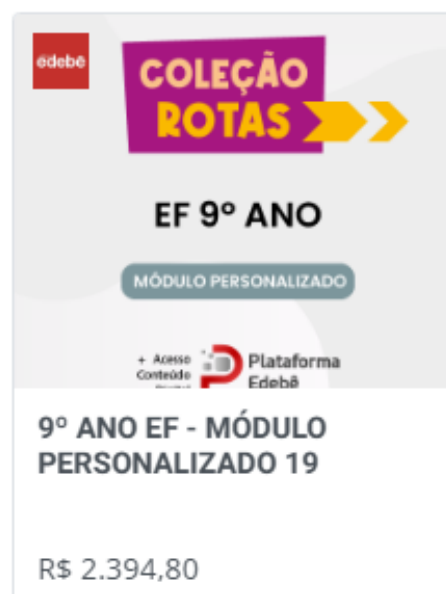 edebê
COLEÇÃO
ROTAS
EF 9º ANO
MÓDULO PERSONALIZADO
+ Acesso
Conteúdo
Digital
Plataforma
Edebê
9º ANO EF - MÓDULO
PERSONALIZADO 19
R$ 2.394,80